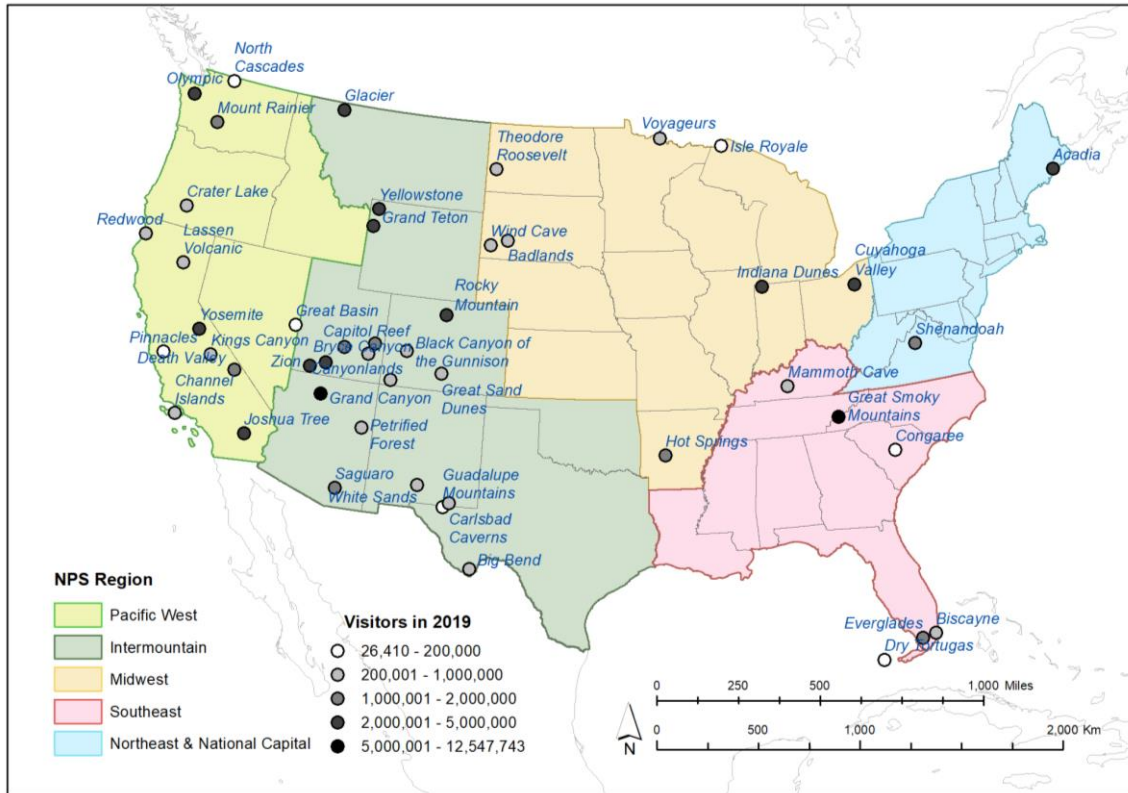 North
Cascades
Olympic
Mount Rainier
Glacier
Voyageurs
Isle Royale
Theodore
Roosevelt
Acadia
Crater Lake
Redwood
Lassen
Volcanic
Yellowstone
Grand Teton
Wind Cave
Badlands
Indiana Dunes
Cuyahoga
Valley
Rocky
Mountain
Yosemite
Great Basin
Pinnacles
Kings Canyon
Death Valley
Capitol Reef
Bryce Canyon
Zion
Canyonlands
Black Canyon of
the Gunnison
Shenandoah
Channel
Islands
Grand Canyon
Great Sand
Dunes
Mammoth Cave
Great Smoky
Mountains
Joshua Tree
Petrified
Forest
Hot Springs
Congaree
Saguaro
White Sands
Guadalupe
Mountains
Carlsbad
Caverns
Big Bend
Everglades
Biscayne
Dry Tortugas
NPS Region
Pacific West
Intermountain
Midwest
Southeast
Northeast & National Capital
Visitors in 2019
26,410 - 200,000
200,001 - 1,000,000
1,000,001 - 2,000,000
2,000,001 - 5,000,000
5,000,001 - 12,547,743
N
0 250 500 1,000 Miles
0 500 1,000 2,000 Km